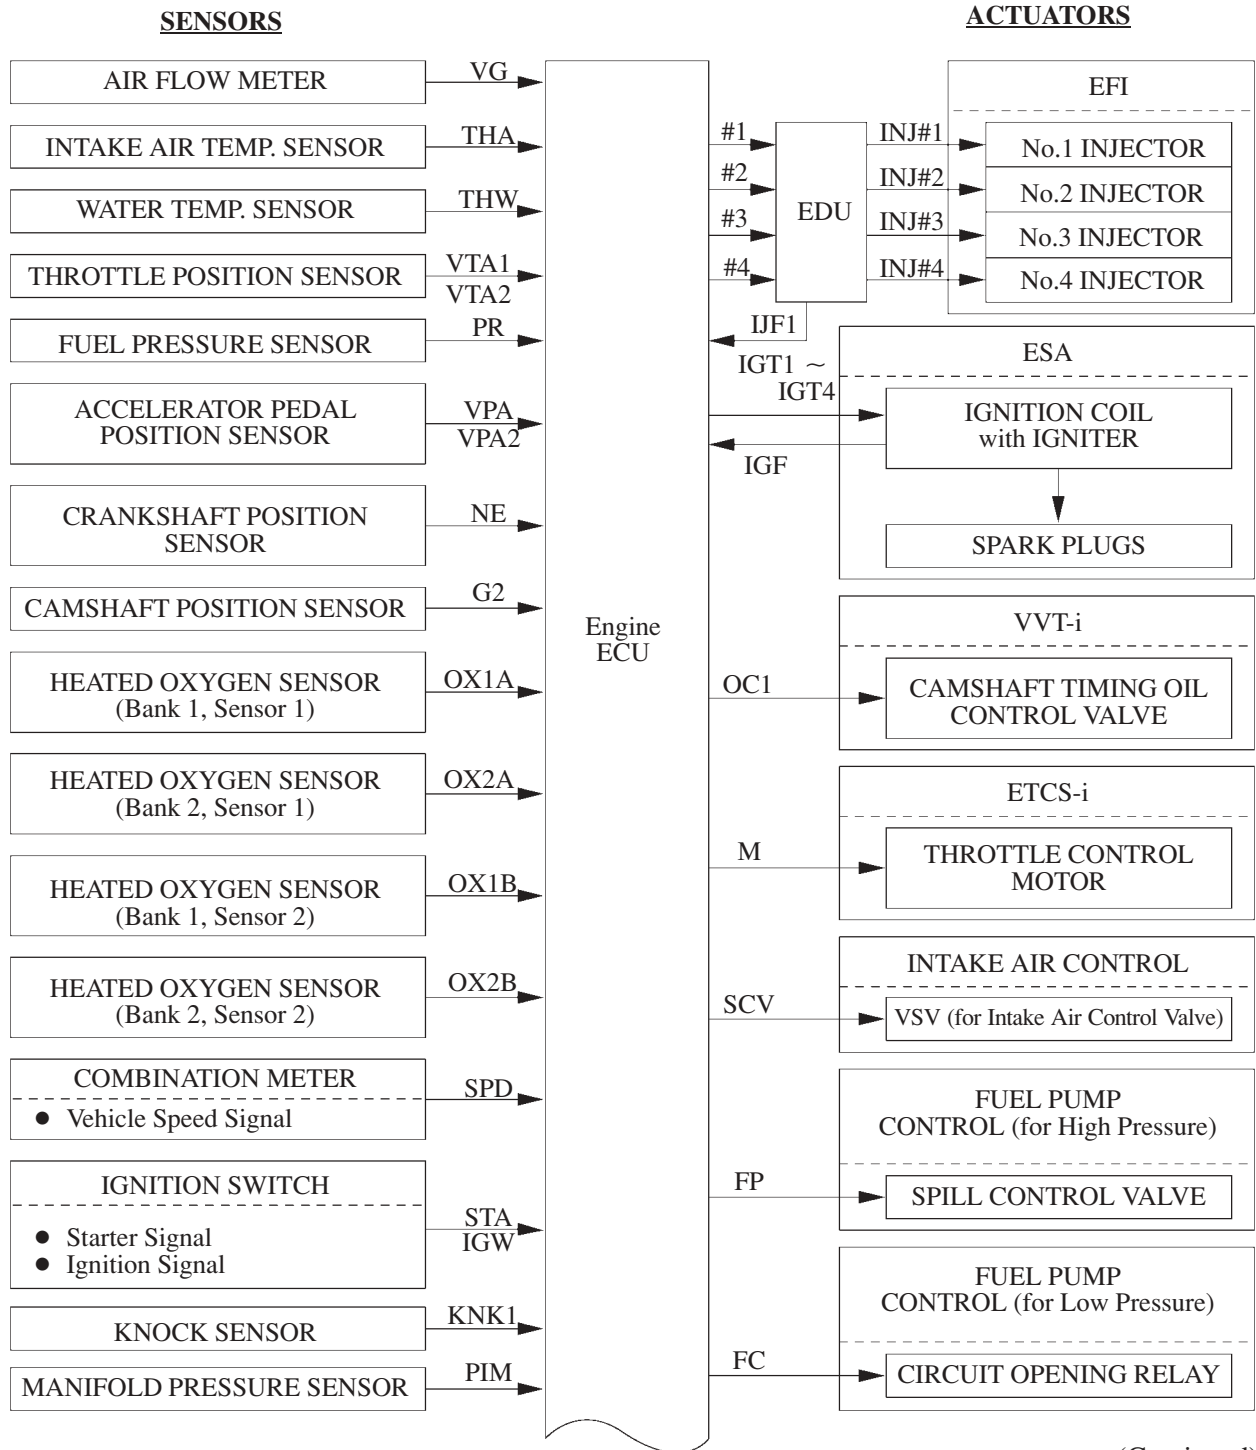 SENSORS
AIR FLOW METER
VG
INTAKE AIR TEMP. SENSOR
THA
WATER TEMP. SENSOR
THW
THROTTLE POSITION SENSOR
VTA1
VTA2
FUEL PRESSURE SENSOR
PR
ACCELERATOR PEDAL
POSITION SENSOR
VPA
VPA2
CRANKSHAFT POSITION
SENSOR
NE
CAMSHAFT POSITION SENSOR
G2
HEATED OXYGEN SENSOR
(Bank 1, Sensor 1)
OX1A
HEATED OXYGEN SENSOR
(Bank 2, Sensor 1)
OX2A
HEATED OXYGEN SENSOR
(Bank 1, Sensor 2)
OX1B
HEATED OXYGEN SENSOR
(Bank 2, Sensor 2)
OX2B
COMBINATION METER
● Vehicle Speed Signal
SPD
IGNITION SWITCH
● Starter Signal
● Ignition Signal
STA
IGW
KNOCK SENSOR
KNK1
MANIFOLD PRESSURE SENSOR
PIM
Engine
ECU
ACTUATORS
#1
#2
#3
#4
EDU
IJF1
INJ#1
INJ#2
INJ#3
INJ#4
EFI
No.1 INJECTOR
No.2 INJECTOR
No.3 INJECTOR
No.4 INJECTOR
IGT1 ~
IGT4
IGF
ESA
IGNITION COIL
with IGNITER
SPARK PLUGS
OC1
VVT-i
CAMSHAFT TIMING OIL
CONTROL VALVE
M
ETCS-i
THROTTLE CONTROL
MOTOR
SCV
INTAKE AIR CONTROL
VSV (for Intake Air Control Valve)
FP
FUEL PUMP
CONTROL (for High Pressure)
SPILL CONTROL VALVE
FC
FUEL PUMP
CONTROL (for Low Pressure)
CIRCUIT OPENING RELAY